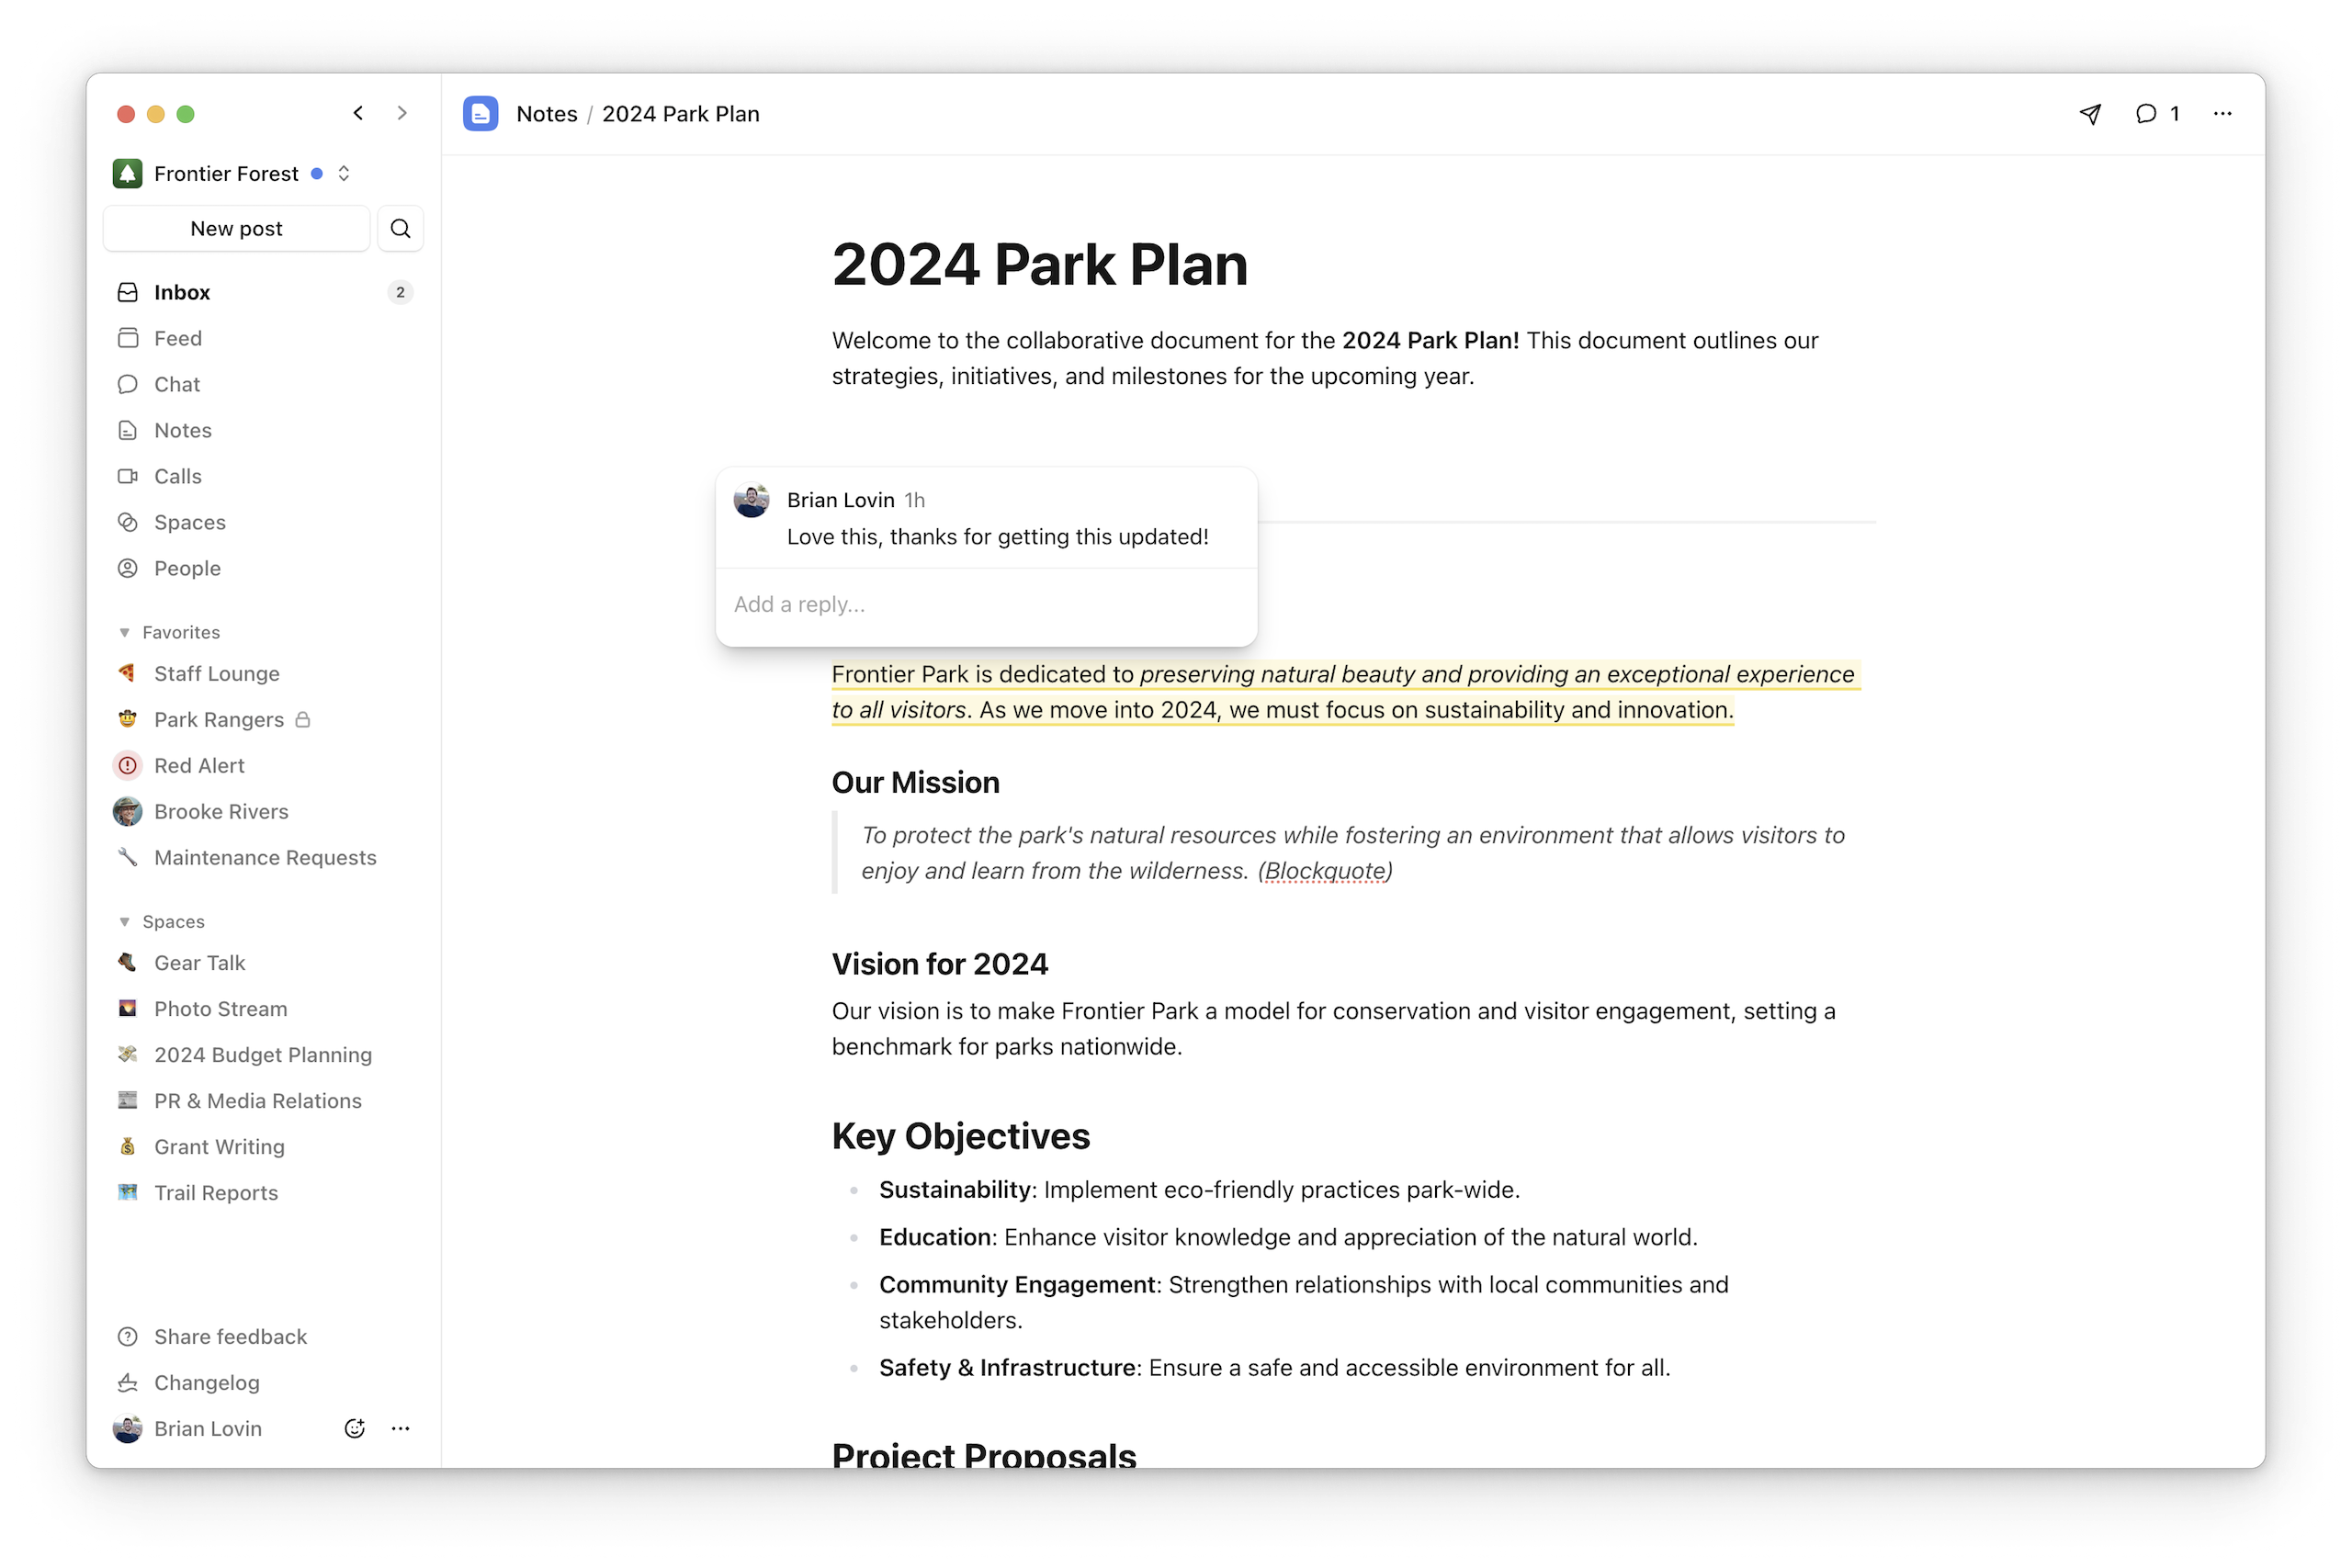 Frontier Forest
New post
Inbox 2
Feed
Chat
Notes
Calls
Spaces
People
Favorites
Staff Lounge
Park Rangers
Red Alert
Brooke Rivers
Maintenance Requests
Spaces
Gear Talk
Photo Stream
2024 Budget Planning
PR & Media Relations
Grant Writing
Trail Reports
Share feedback
Changelog
Brian Lovin
Notes / 2024 Park Plan
1
2024 Park Plan
Welcome to the collaborative document for the 2024 Park Plan! This document outlines our
strategies, initiatives, and milestones for the upcoming year.
Brian Lovin 1h
Love this, thanks for getting this updated!
Add a reply...
Frontier Park is dedicated to preserving natural beauty and providing an exceptional experience
to all visitors. As we move into 2024, we must focus on sustainability and innovation.
Our Mission
To protect the park's natural resources while fostering an environment that allows visitors to
enjoy and learn from the wilderness. (Blockquote)
Vision for 2024
Our vision is to make Frontier Park a model for conservation and visitor engagement, setting a
benchmark for parks nationwide.
Key Objectives
Sustainability: Implement eco-friendly practices park-wide.
Education: Enhance visitor knowledge and appreciation of the natural world.
Community Engagement: Strengthen relationships with local communities and
stakeholders.
Safety & Infrastructure: Ensure a safe and accessible environment for all.
Project Proposals